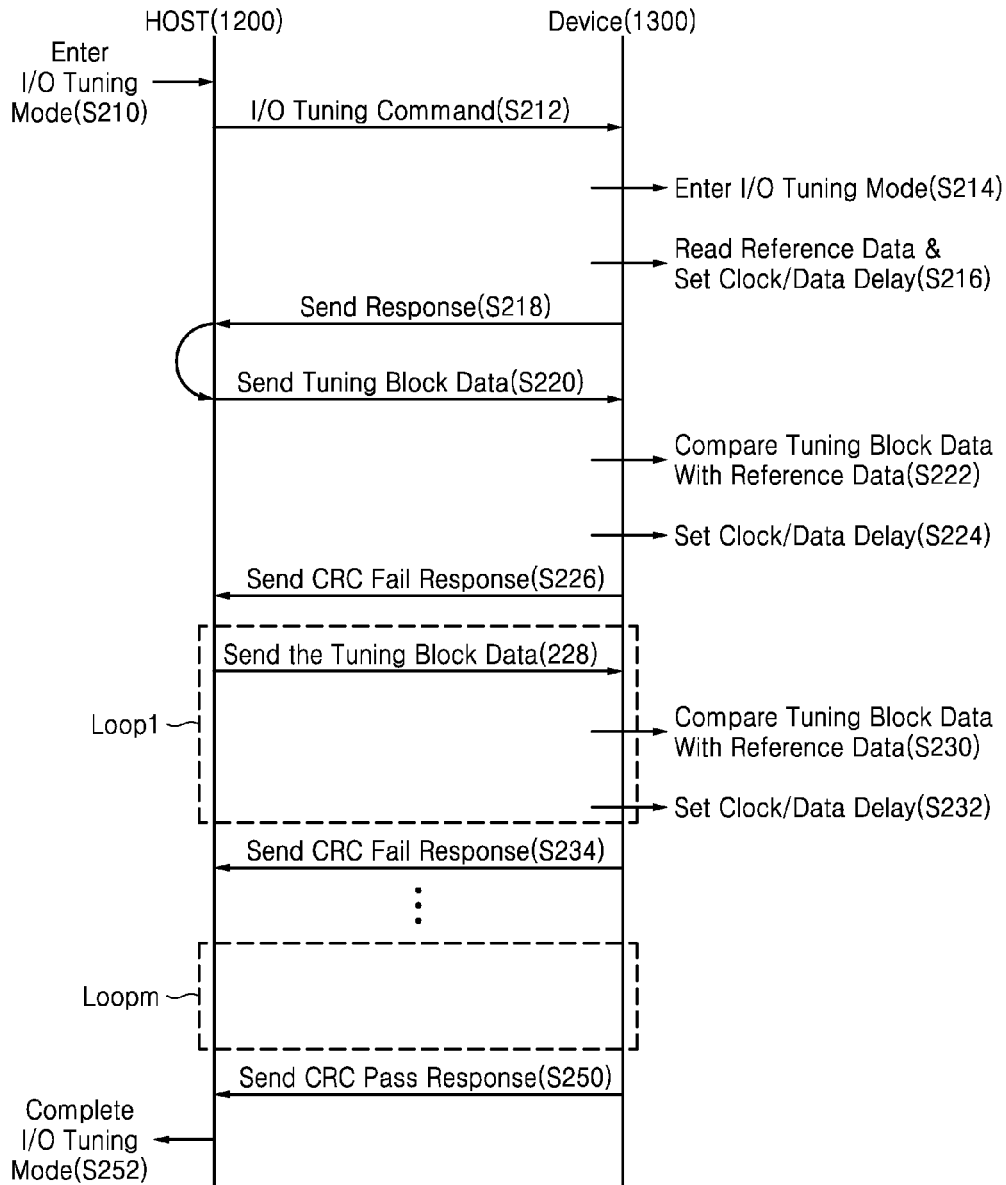 HOST(1200)
Device(1300)
Enter
I/O Tuning
Mode(S210)
I/O Tuning Command(S212)
Enter I/O Tuning Mode(S214)
Read Reference Data &
Set Clock/Data Delay(S216)
Send Response(S218)
Send Tuning Block Data(S220)
Compare Tuning Block Data
With Reference Data(S222)
Set Clock/Data Delay(S224)
Send CRC Fail Response(S226)
Send the Tuning Block Data(228)
Loop1
Compare Tuning Block Data
With Reference Data(S230)
Set Clock/Data Delay(S232)
Send CRC Fail Response(S234)
Loopm
Send CRC Pass Response(S250)
Complete
I/O Tuning
Mode(S252)